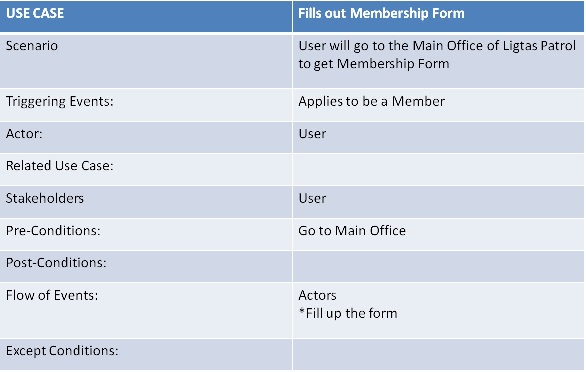 USE CASE Fills out Membership Form
Scenario User will go to the Main Office of Ligtas Patrol
to get Membership Form
Triggering Events: Applies to be a Member
Actor: User
Related Use Case:
Stakeholders User
Pre-Conditions: Go to Main Office
Post-Conditions:
Flow of Events: Actors
*Fill up the form
Except Conditions: